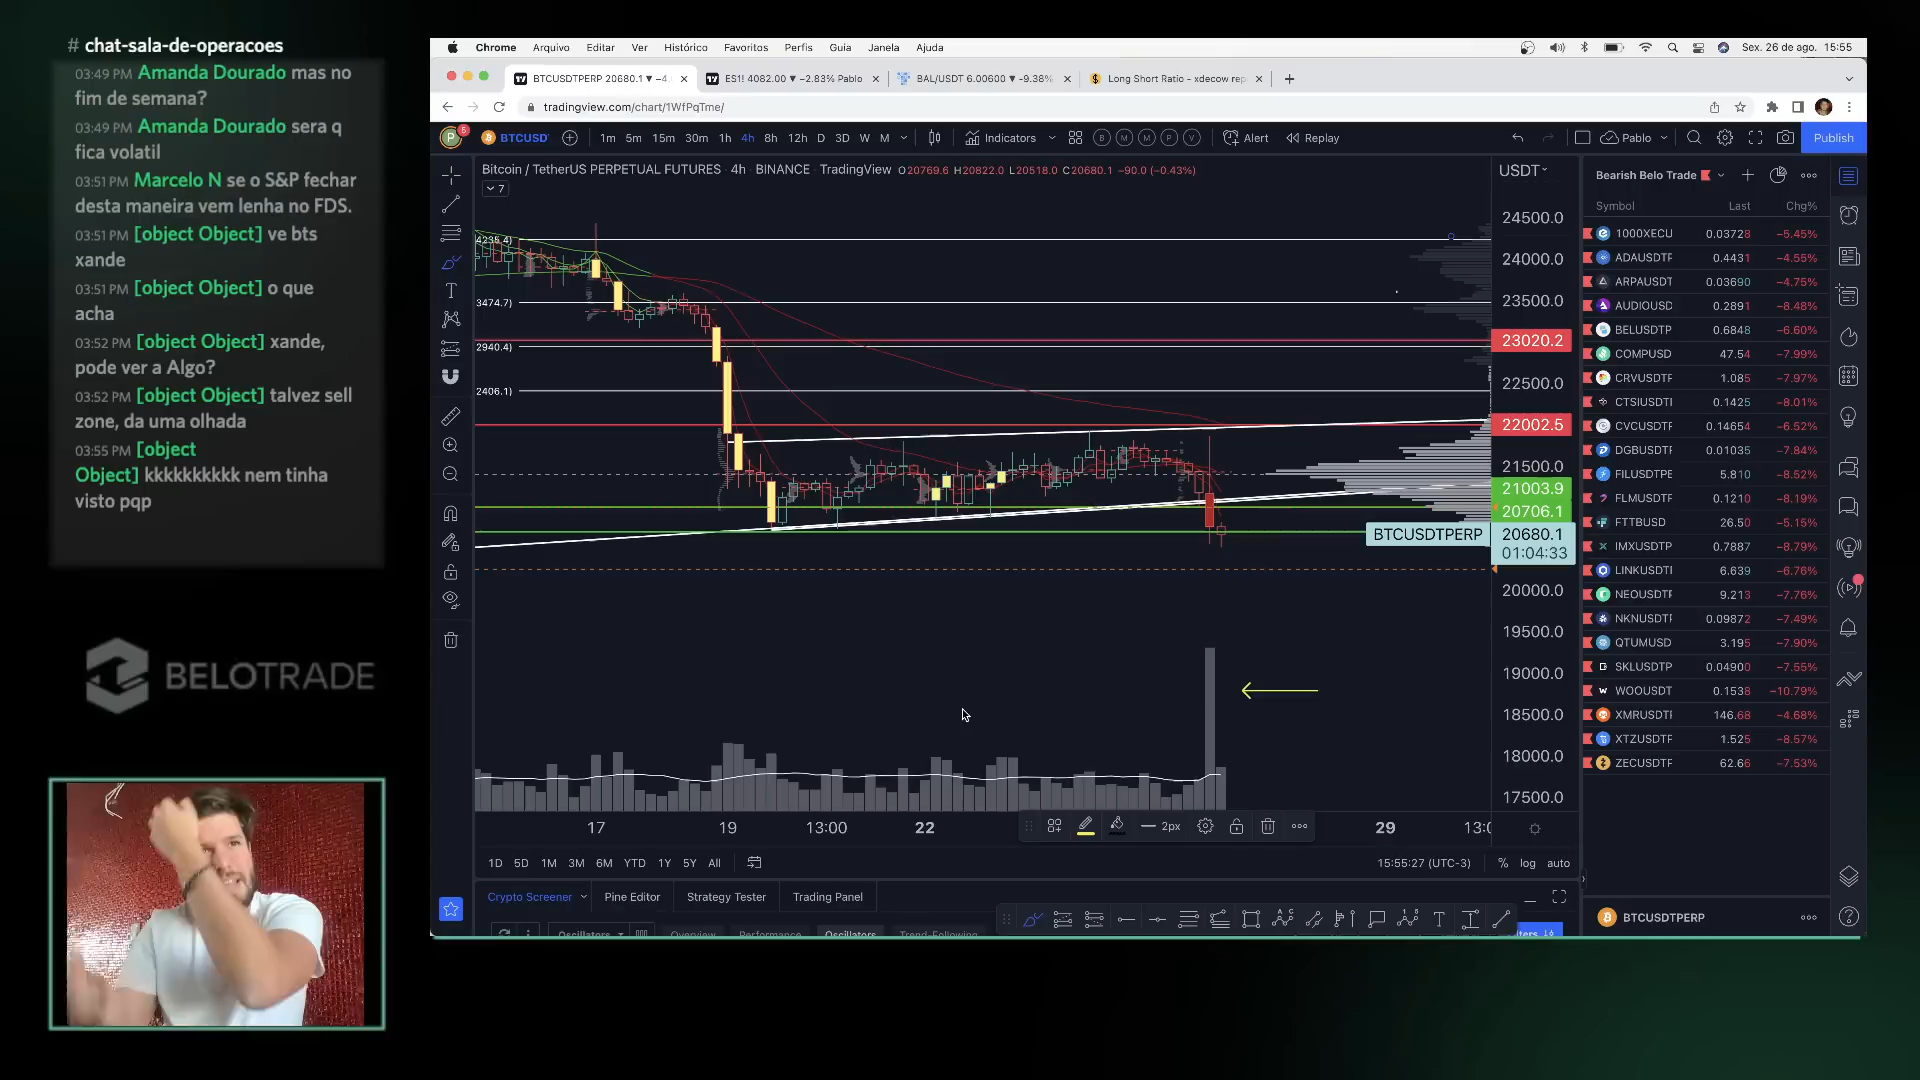 # chat-sala-de-operacoes
03:49 PM Amanda Dourado mas no
fim de semana?
03:49 PM Amanda Dourado sera q
fica volatil
03:51 PM Marcelo N se o S&P fechar
desta maneira vem lenha no FDS.
03:51 PM [object Object] ve bts
xande
03:51 PM [object Object] o que
acha
03:52 PM [object Object] xande,
pode ver a Algo?
03:52 PM [object Object] talvez sell
zone, da uma olhada
03:55 PM [object
Object] kkkkkkkkkk nem tinha
visto pqp
BELOTRADE
Chrome Arquivo Editar Ver Histórico Favoritos Perfis Guia Janela Ajuda
Sex. 26 de ago. 15:55
BTCUSDTPERP 20680.1 ▼ −4.
ES1! 4082.00 ▼ −2.83% Pablo
BAL/USDT 6.00600 ▼ -9.38%
Long Short Ratio - xdecow rep
tradingview.com/chart/1WfPqTme/
P 5
BTCUSD
1m 5m 15m 30m 1h 4h 8h 12h D 3D W M
Indicators
B M M P V
Alert
Replay
Pablo
Publish
Bitcoin / TetherUS PERPETUAL FUTURES · 4h · BINANCE · TradingView O20769.6 H20822.0 L20518.0 C20680.1 −90.0 (−0.43%)
7
USDT
24500.0
4235.4)
24000.0
3474.7)
23500.0
23020.2
2940.4)
22500.0
2406.1)
22002.5
21500.0
21003.9
20706.1
BTCUSDTPERP 20680.1
01:04:33
20000.0
19500.0
19000.0
18500.0
18000.0
17500.0
17 19 13:00 22 29 13:0
2px
1D 5D 1M 3M 6M YTD 1Y 5Y All
15:55:27 (UTC-3) % log auto
Crypto Screener Pine Editor Strategy Tester Trading Panel
Oscillators Overview Performance Oscillators Trend-Following
Bearish Belo Trade
Symbol Last Chg%
1000XECU 0.03728 −5.45%
ADAUSDTF 0.4431 −4.55%
ARPAUSDT 0.03690 −4.75%
AUDIOUSD 0.2891 −8.48%
BELUSDTP 0.6848 −6.60%
COMPUSD 47.54 −7.99%
CRVUSDTF 1.085 −7.97%
CTSIUSDTI 0.1425 −8.01%
CVCUSDTF 0.14654 −6.52%
DGBUSDTI 0.01035 −7.84%
FILUSDTPE 5.810 −8.52%
FLMUSDTF 0.1210 −8.19%
FTTBUSD 26.50 −5.15%
IMXUSDTP 0.7887 −8.79%
LINKUSDTI 6.639 −6.76%
NEOUSDTF 9.213 −7.76%
NKNUSDTF 0.09872 −7.49%
QTUMUSD 3.195 −7.90%
SKLUSDTP 0.04900 −7.55%
WOOUSDT 0.1538 −10.79%
XMRUSDTI 146.68 −4.68%
XTZUSDTF 1.525 −8.57%
ZECUSDTF 62.66 −7.53%
BTCUSDTPERP